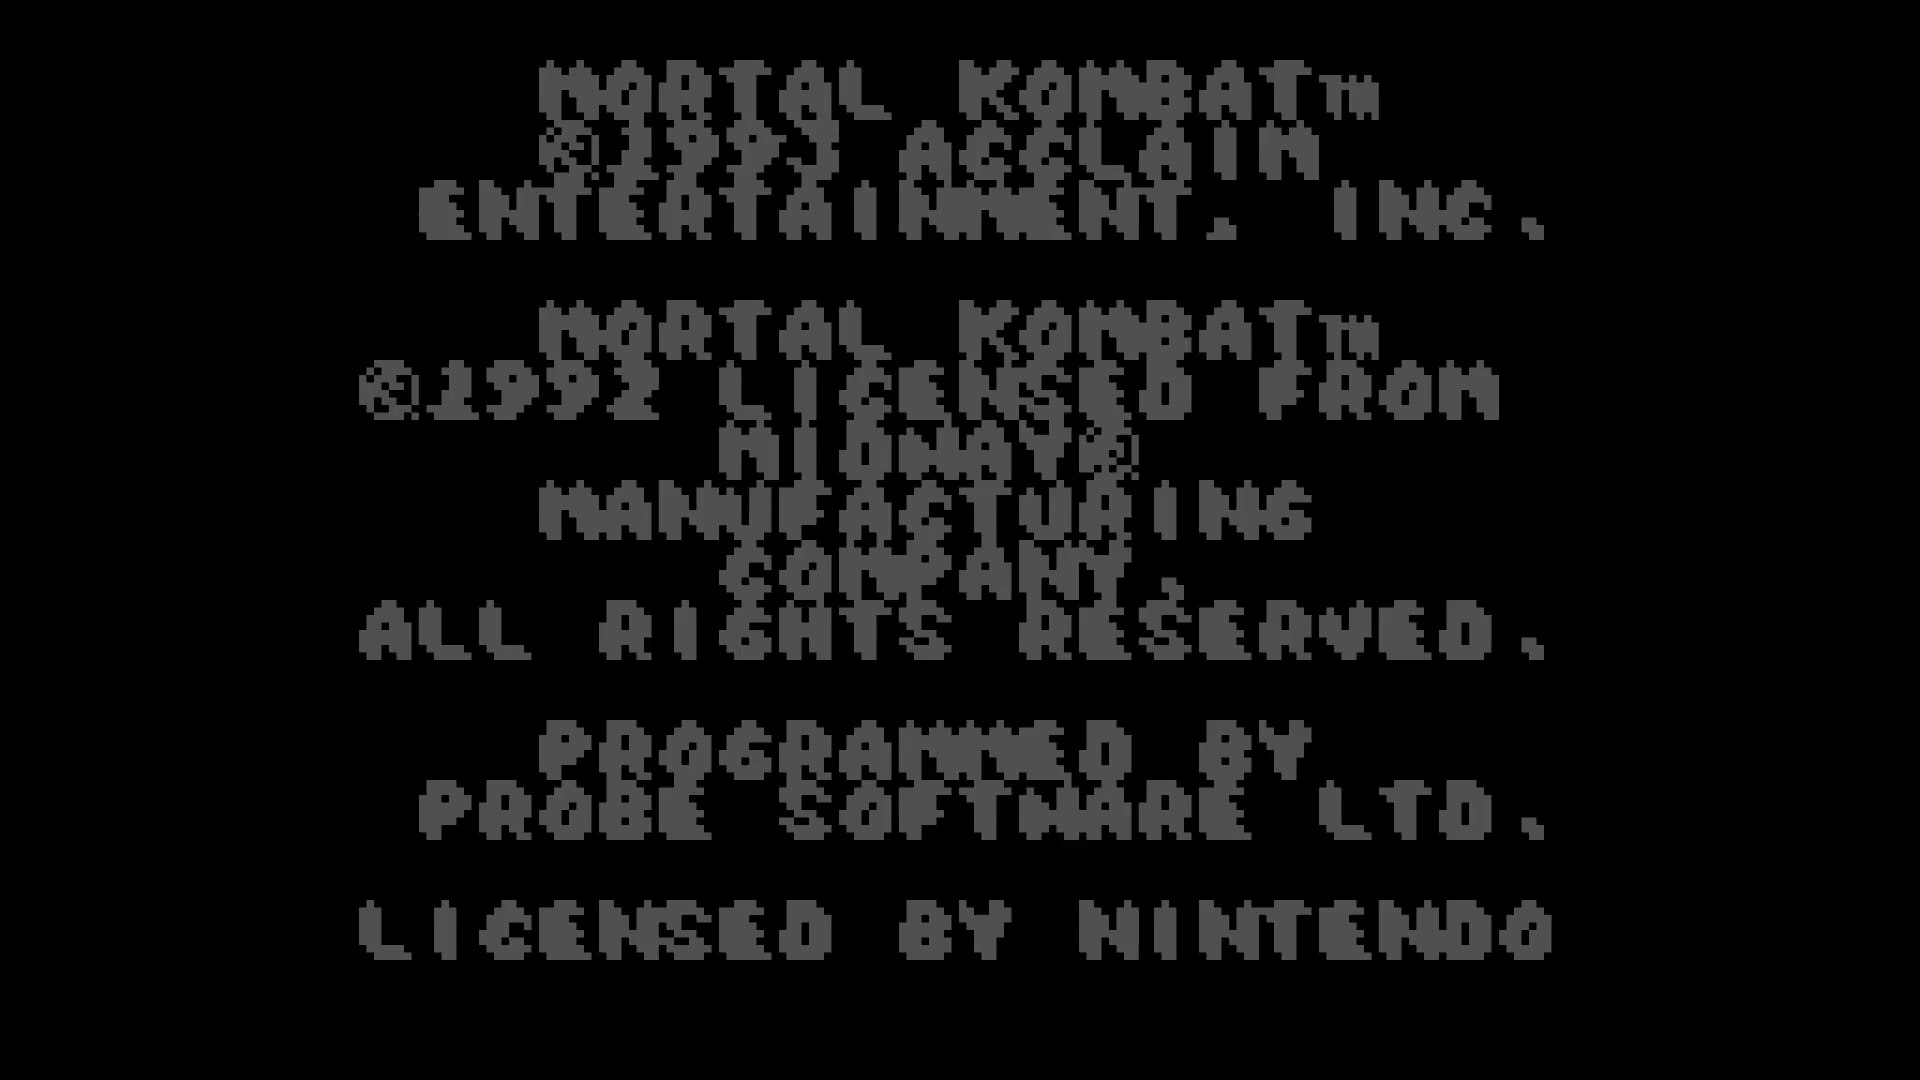 MORTAL KOMBAT™
©1993 ACCLAIM
ENTERTAINMENT, INC.
MORTAL KOMBAT™
©1992 LICENSED FROM
MIDWAY®
MANUFACTURING
COMPANY.
ALL RIGHTS RESERVED.
PROGRAMMED BY
PROBE SOFTWARE LTD.
LICENSED BY NINTENDO